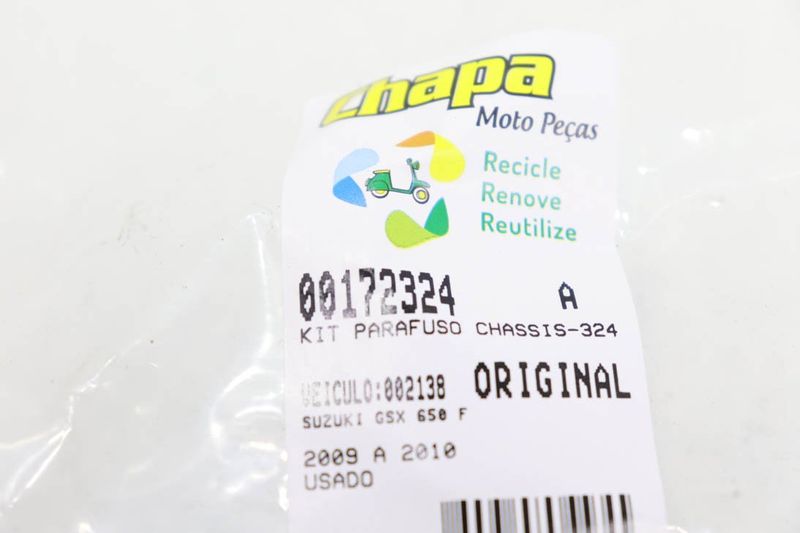 Chapa
Moto Peças
Recicle
Renove
Reutilize
00172324 A
KIT PARAFUSO CHASSIS-324
VEICULO:002138 ORIGINAL
SUZUKI GSX 650 F
2009 A 2010
USADO